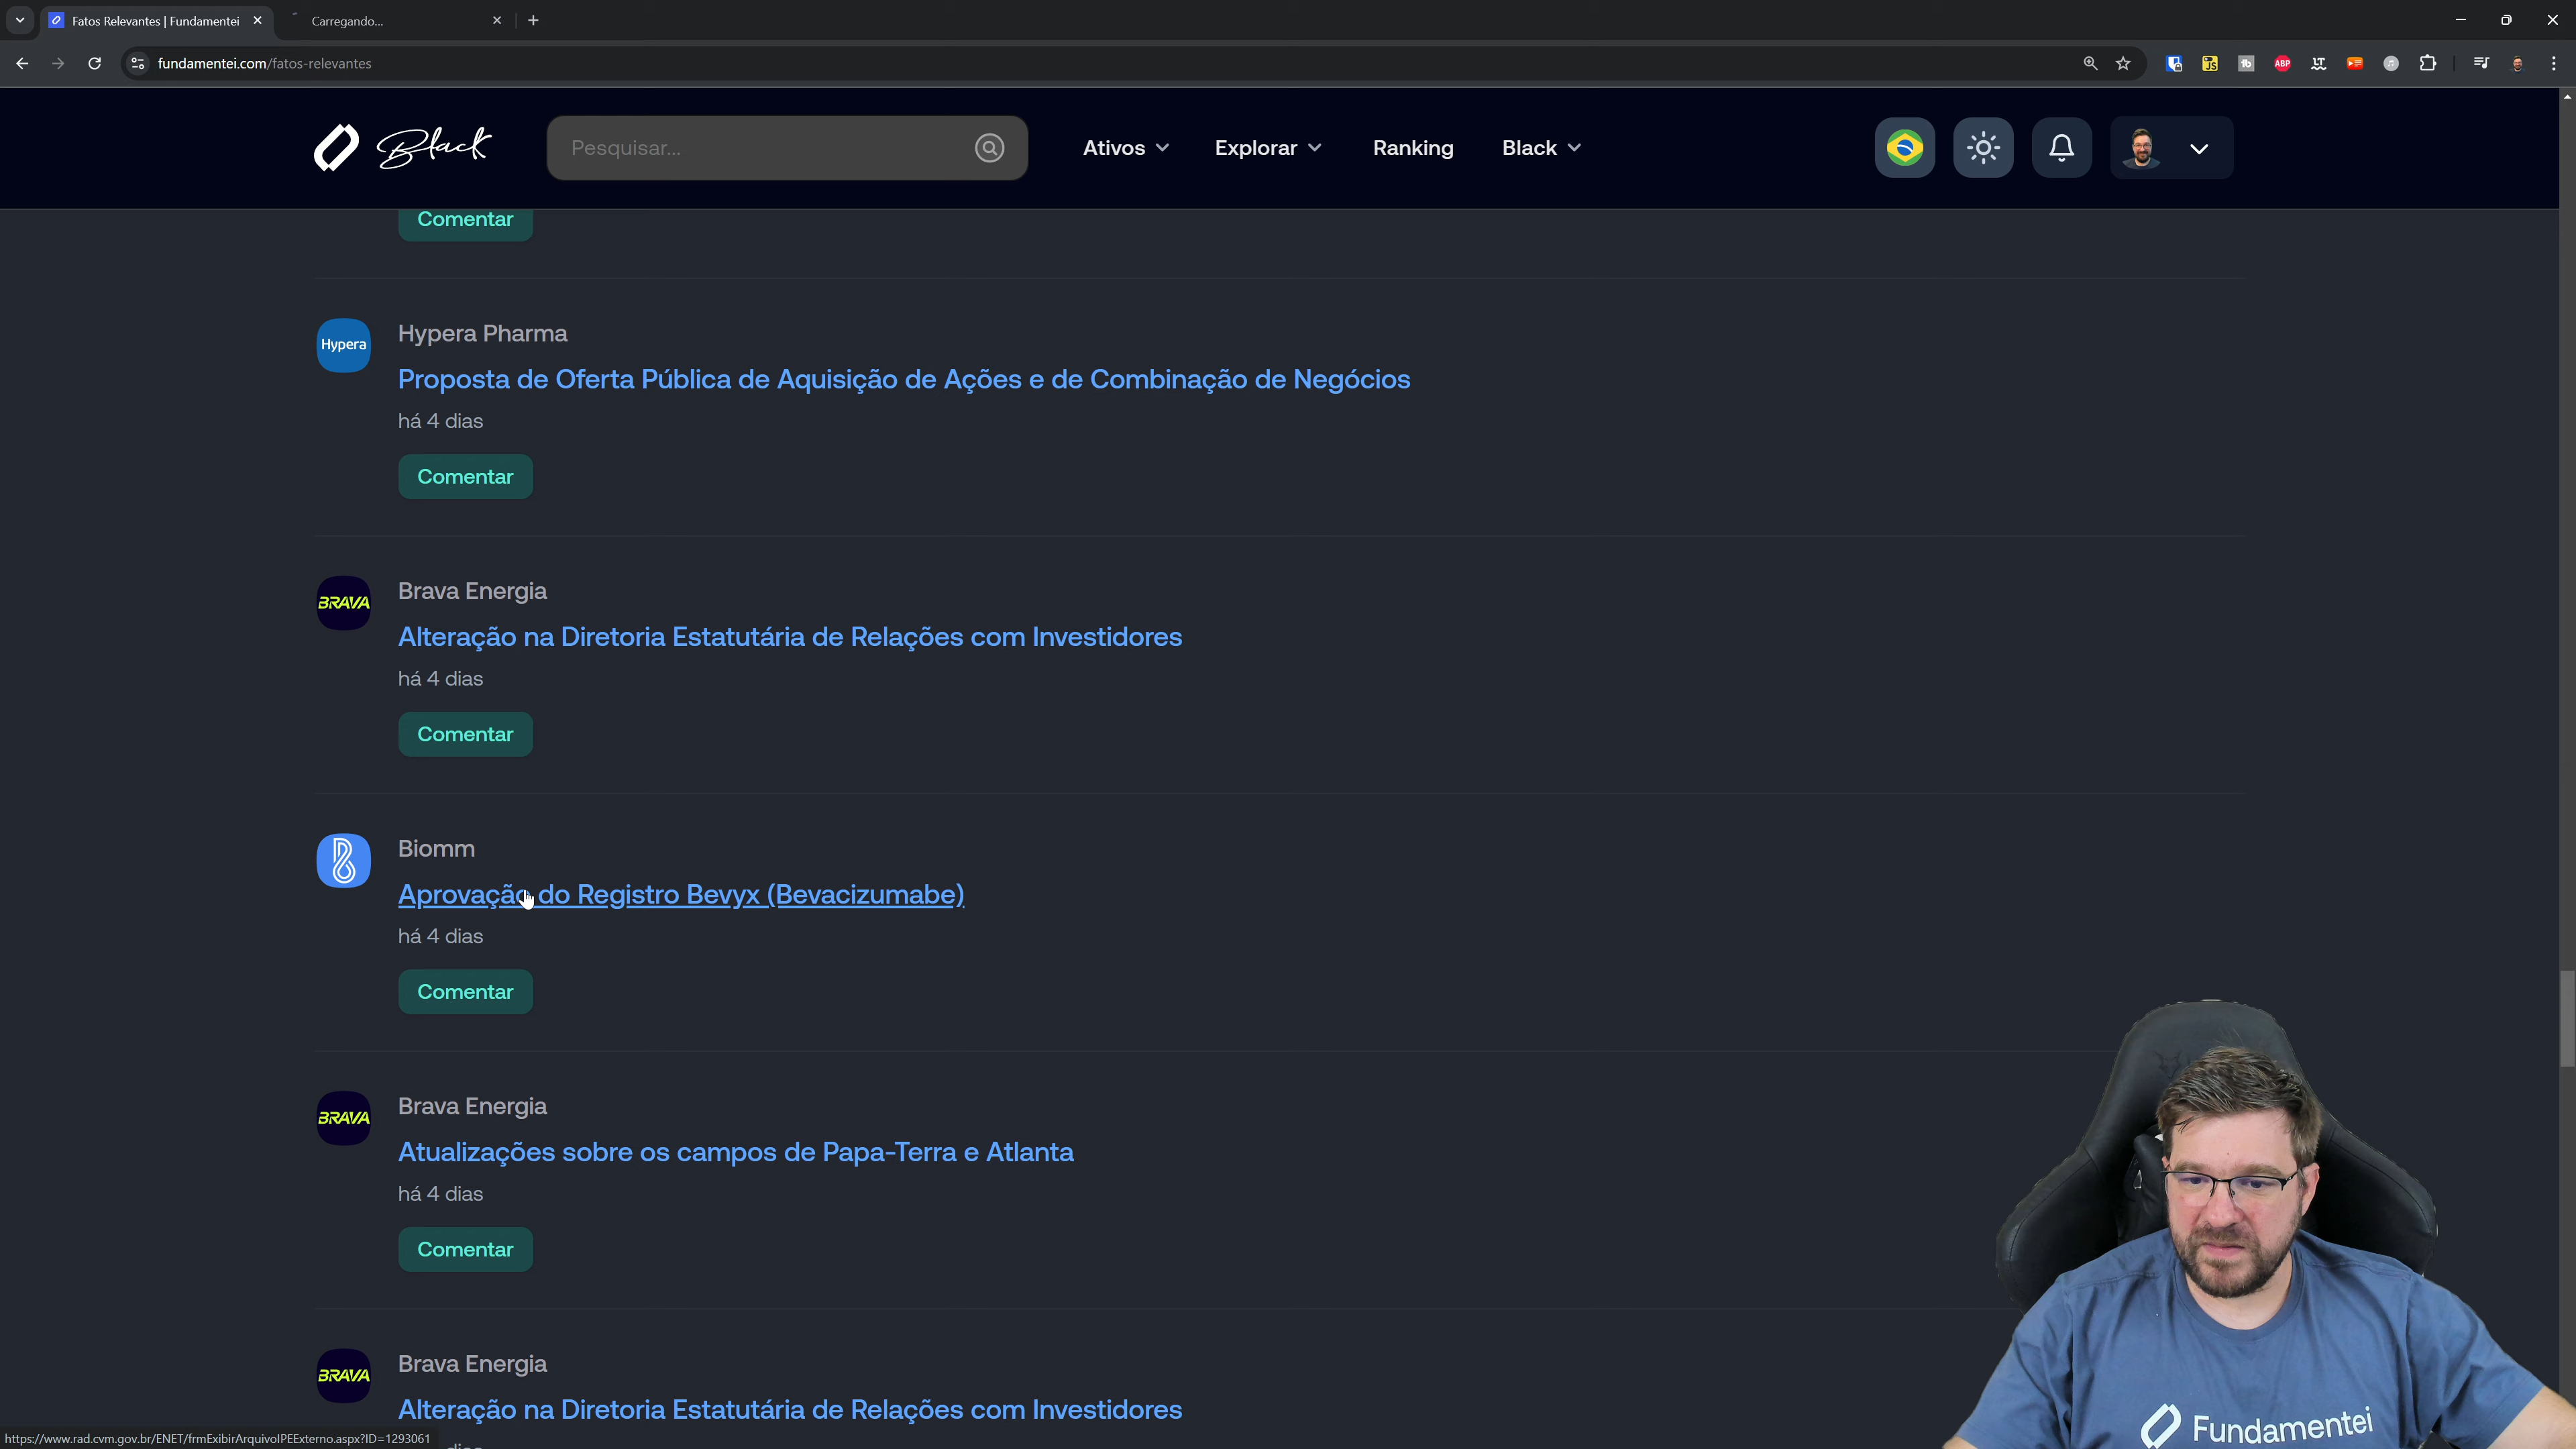 Fatos Relevantes | Fundamentei
Carregando...
fundamentei.com/fatos-relevantes
JS
tb
ABP
Black
Pesquisar...
Ativos
Explorar
Ranking
Black
Comentar
Hypera
Hypera Pharma
Proposta de Oferta Pública de Aquisição de Ações e de Combinação de Negócios
há 4 dias
Comentar
BRAVA
Brava Energia
Alteração na Diretoria Estatutária de Relações com Investidores
há 4 dias
Comentar
Biomm
Aprovação do Registro Bevyx (Bevacizumabe)
há 4 dias
Comentar
BRAVA
Brava Energia
Atualizações sobre os campos de Papa-Terra e Atlanta
há 4 dias
Comentar
BRAVA
Brava Energia
Alteração na Diretoria Estatutária de Relações com Investidores
Fundamentei
https://www.rad.cvm.gov.br/ENET/frmExibirArquivoIPEExterno.aspx?ID=1293061